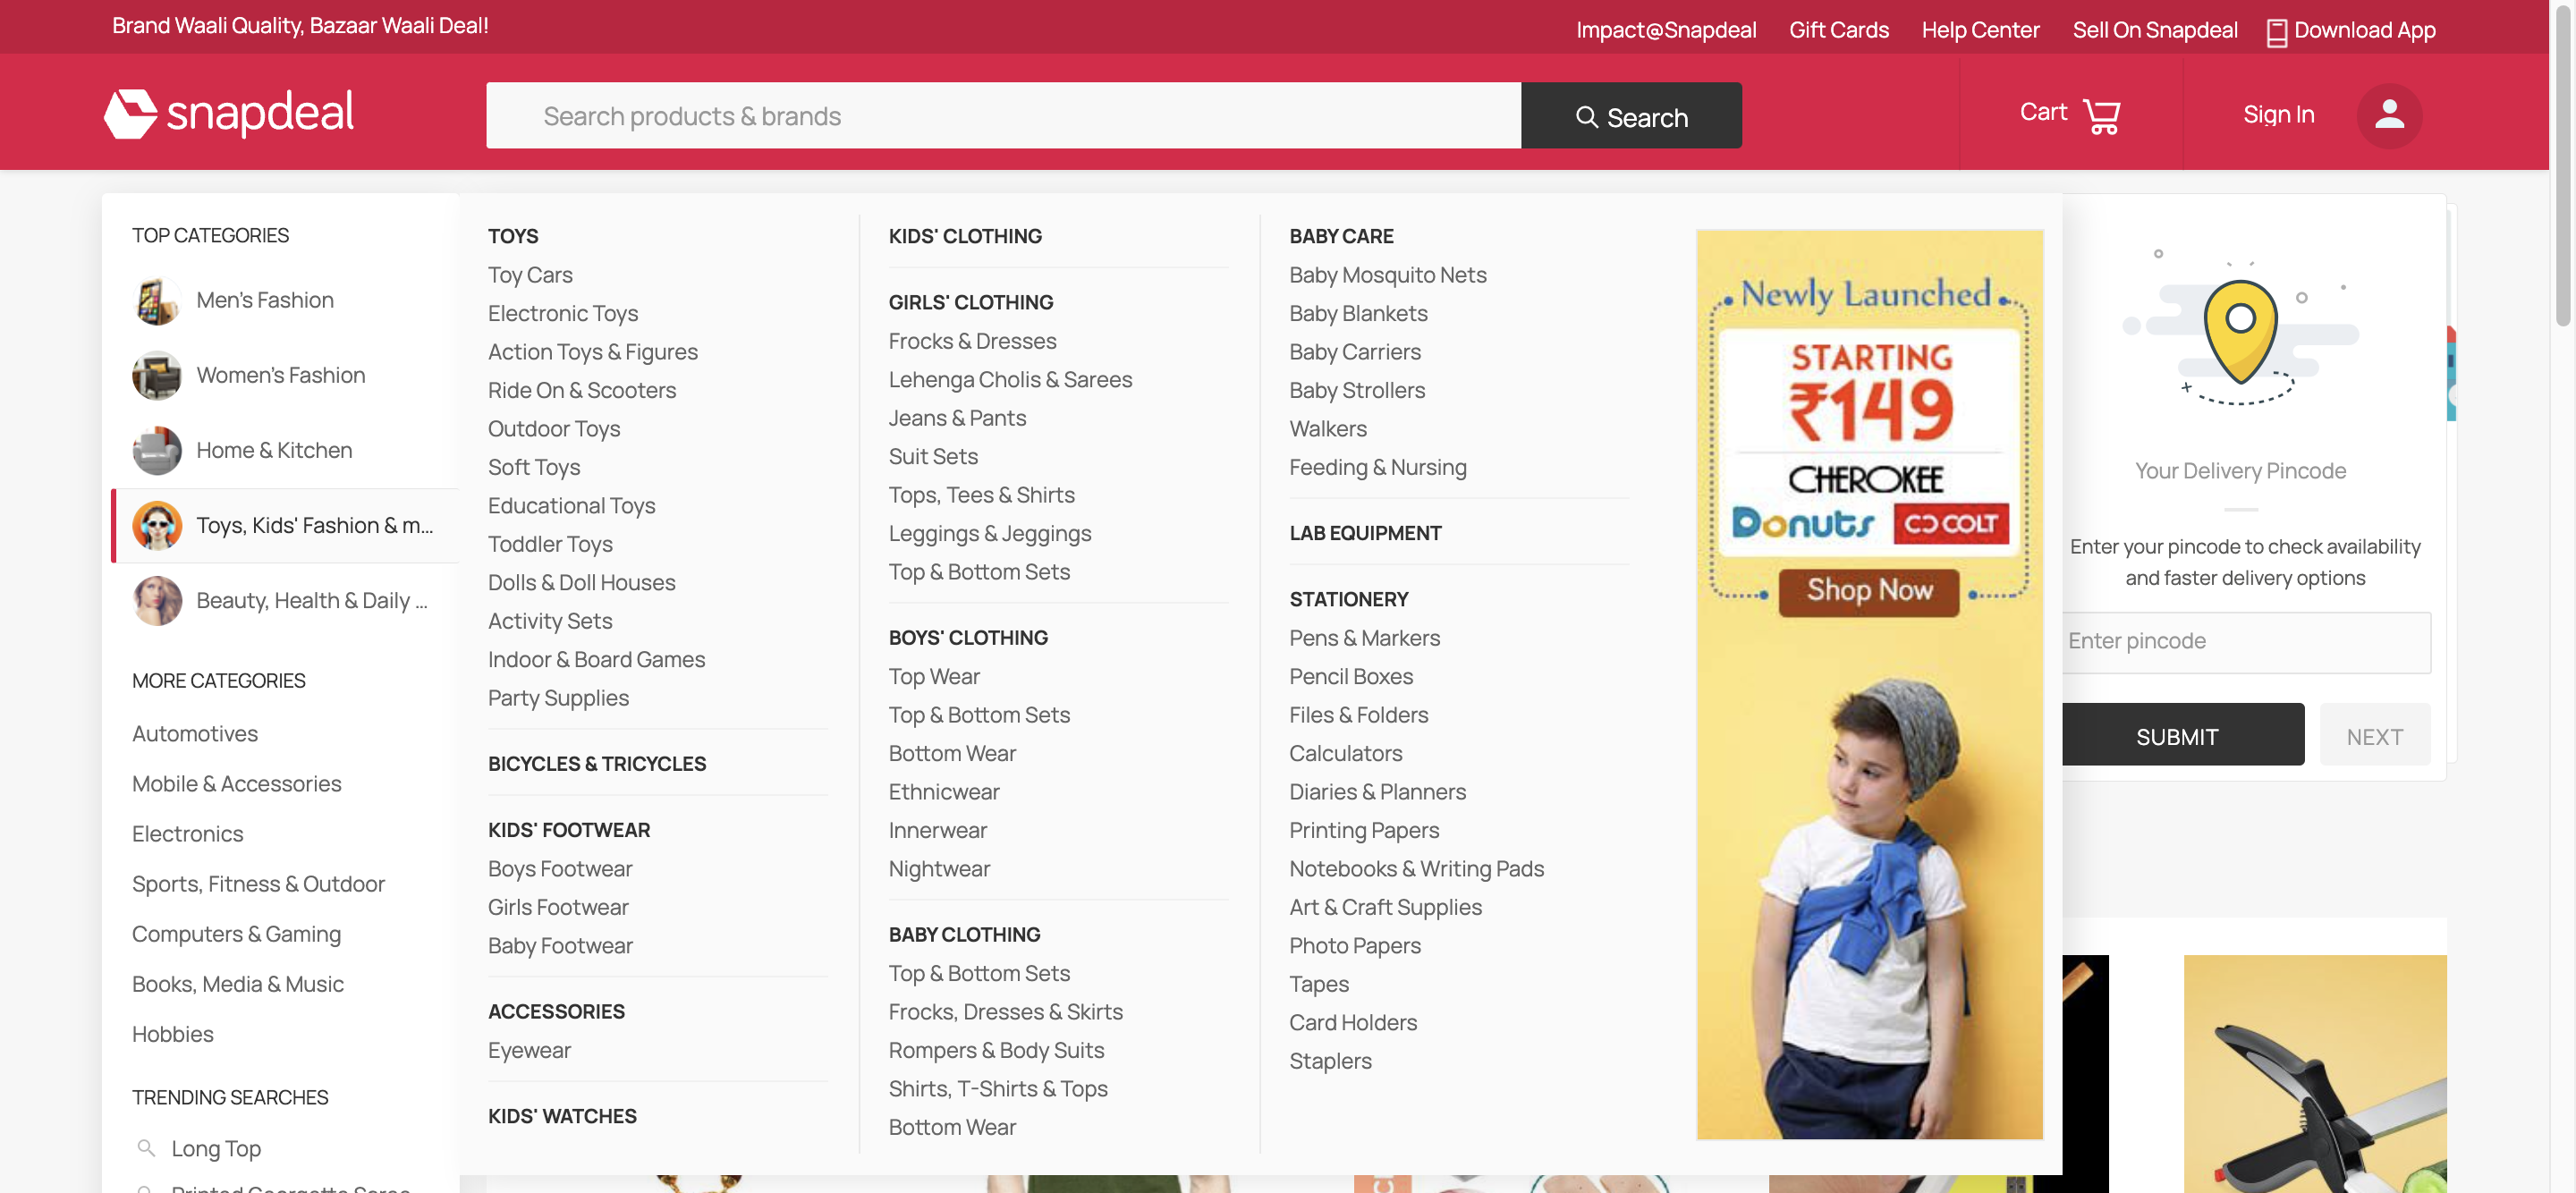 Brand Waali Quality, Bazaar Waali Deal!
Impact@Snapdeal
Gift Cards
Help Center
Sell On Snapdeal
Download App
snapdeal
Search products & brands
Search
Cart
Sign In
TOP CATEGORIES
Men's Fashion
Women's Fashion
Home & Kitchen
Toys, Kids' Fashion & m...
Beauty, Health & Daily ...
MORE CATEGORIES
Automotives
Mobile & Accessories
Electronics
Sports, Fitness & Outdoor
Computers & Gaming
Books, Media & Music
Hobbies
TRENDING SEARCHES
Long Top
TOYS
Toy Cars
Electronic Toys
Action Toys & Figures
Ride On & Scooters
Outdoor Toys
Soft Toys
Educational Toys
Toddler Toys
Dolls & Doll Houses
Activity Sets
Indoor & Board Games
Party Supplies
BICYCLES & TRICYCLES
KIDS' FOOTWEAR
Boys Footwear
Girls Footwear
Baby Footwear
ACCESSORIES
Eyewear
KIDS' WATCHES
KIDS' CLOTHING
GIRLS' CLOTHING
Frocks & Dresses
Lehenga Cholis & Sarees
Jeans & Pants
Suit Sets
Tops, Tees & Shirts
Leggings & Jeggings
Top & Bottom Sets
BOYS' CLOTHING
Top Wear
Top & Bottom Sets
Bottom Wear
Ethnicwear
Innerwear
Nightwear
BABY CLOTHING
Top & Bottom Sets
Frocks, Dresses & Skirts
Rompers & Body Suits
Shirts, T-Shirts & Tops
Bottom Wear
BABY CARE
Baby Mosquito Nets
Baby Blankets
Baby Carriers
Baby Strollers
Walkers
Feeding & Nursing
LAB EQUIPMENT
STATIONERY
Pens & Markers
Pencil Boxes
Files & Folders
Calculators
Diaries & Planners
Printing Papers
Notebooks & Writing Pads
Art & Craft Supplies
Photo Papers
Tapes
Card Holders
Staplers
Newly Launched
STARTING
₹149
CHEROKEE
Donuts COLT
Shop Now
Your Delivery Pincode
Enter your pincode to check availability
and faster delivery options
Enter pincode
SUBMIT
NEXT